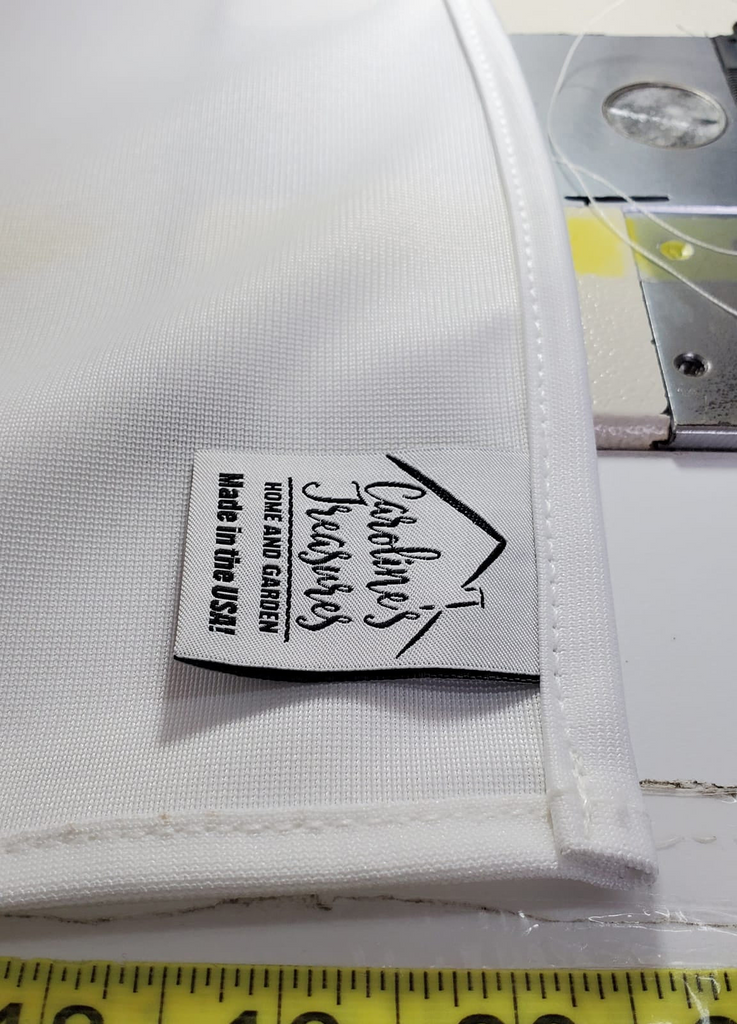 Caroline's
Treasures
HOME AND GARDEN
Made in the USA!